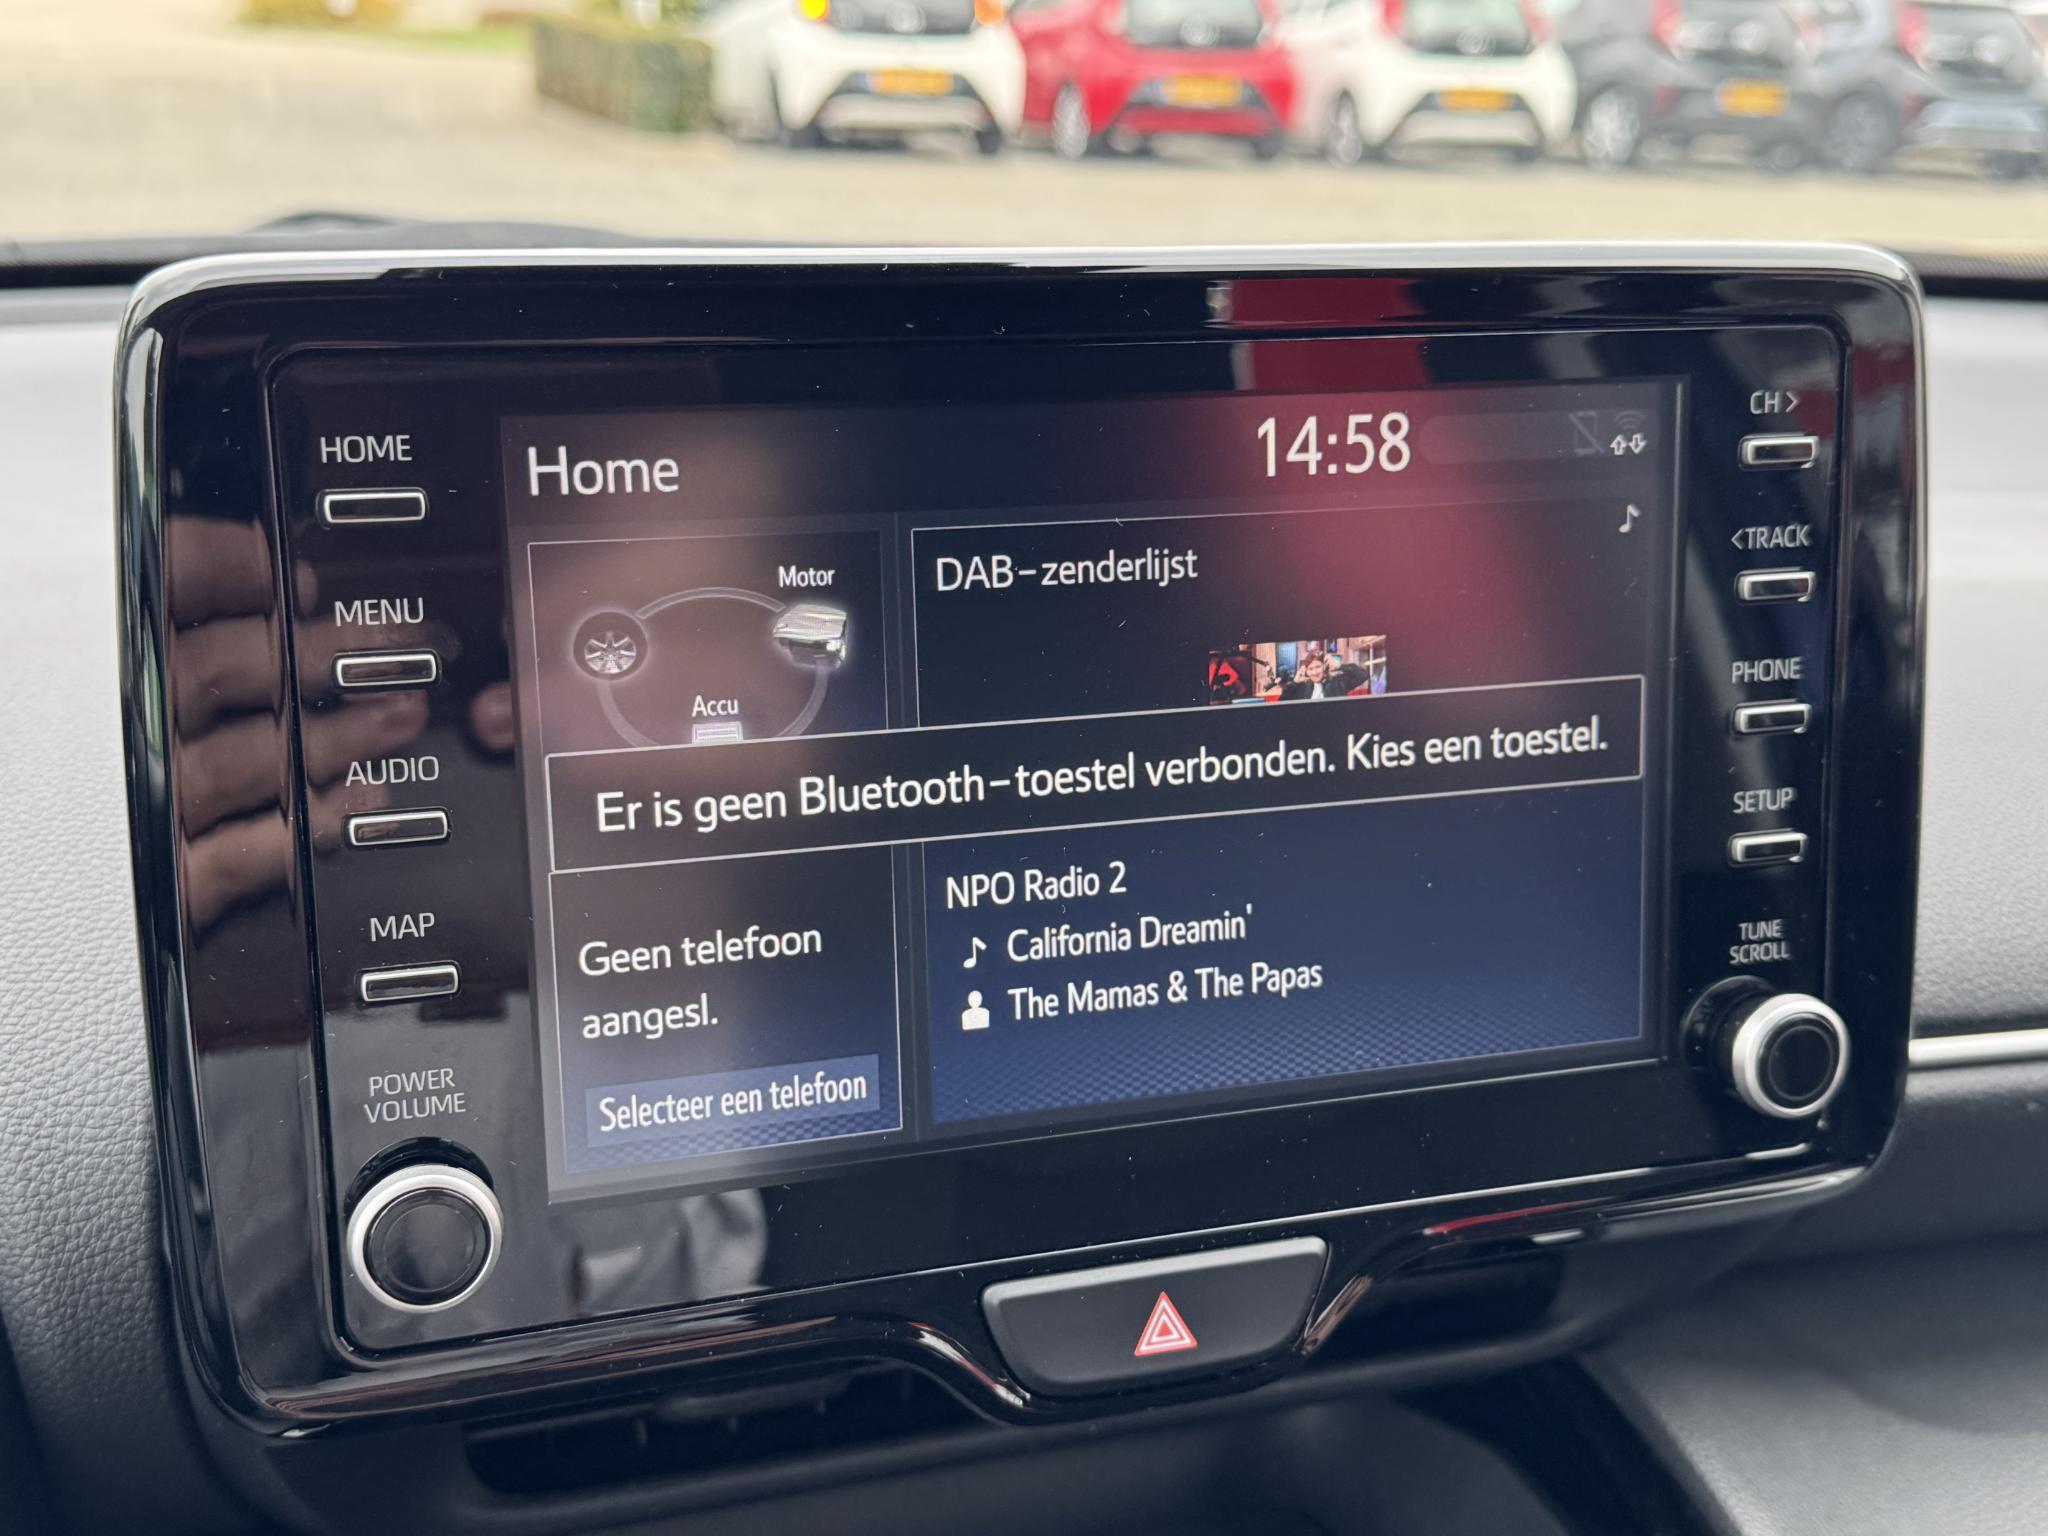 HOME
MENU
AUDIO
MAP
POWER
VOLUME
Home
14:58
Motor
Accu
DAB-zenderlijst
Er is geen Bluetooth-toestel verbonden. Kies een toestel.
Geen telefoon
aangesl.
Selecteer een telefoon
NPO Radio 2
California Dreamin'
The Mamas & The Papas
CH>
<TRACK
PHONE
SETUP
TUNE
SCROLL